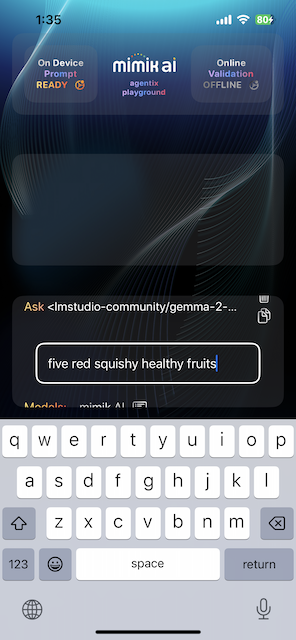 1:35
80
On Device
Prompt
READY
mimik ai
agentix
playground
Online
Validation
OFFLINE
Ask <lmstudio-community/gemma-2-...
five red squishy healthy fruits
Models: mimik AI
q w e r t y u i o p
a s d f g h j k l
z x c v b n m
123 space return